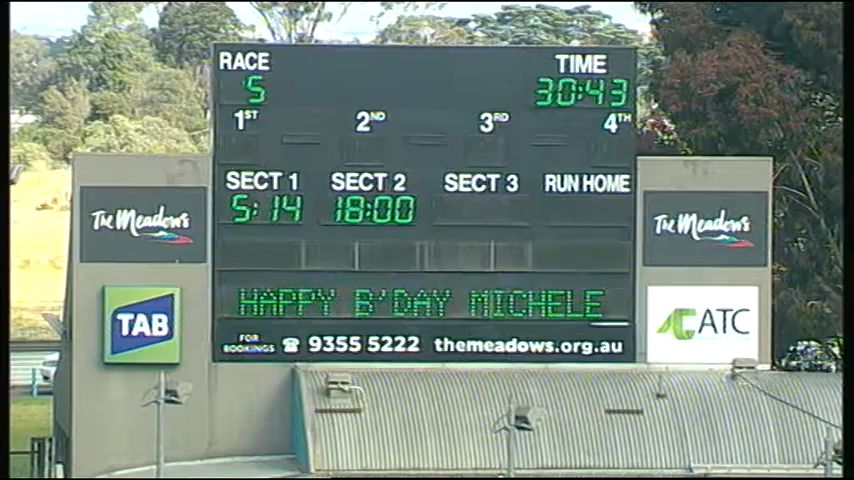 RACE TIME
5 30:43
1ST 2ND 3RD 4TH
SECT 1 SECT 2 SECT 3 RUN HOME
5:14 18:00
The Meadows
The Meadows
HAPPY B'DAY MICHELE
TAB
ATC
FOR BOOKINGS ☎ 9355 5222 themeadows.org.au